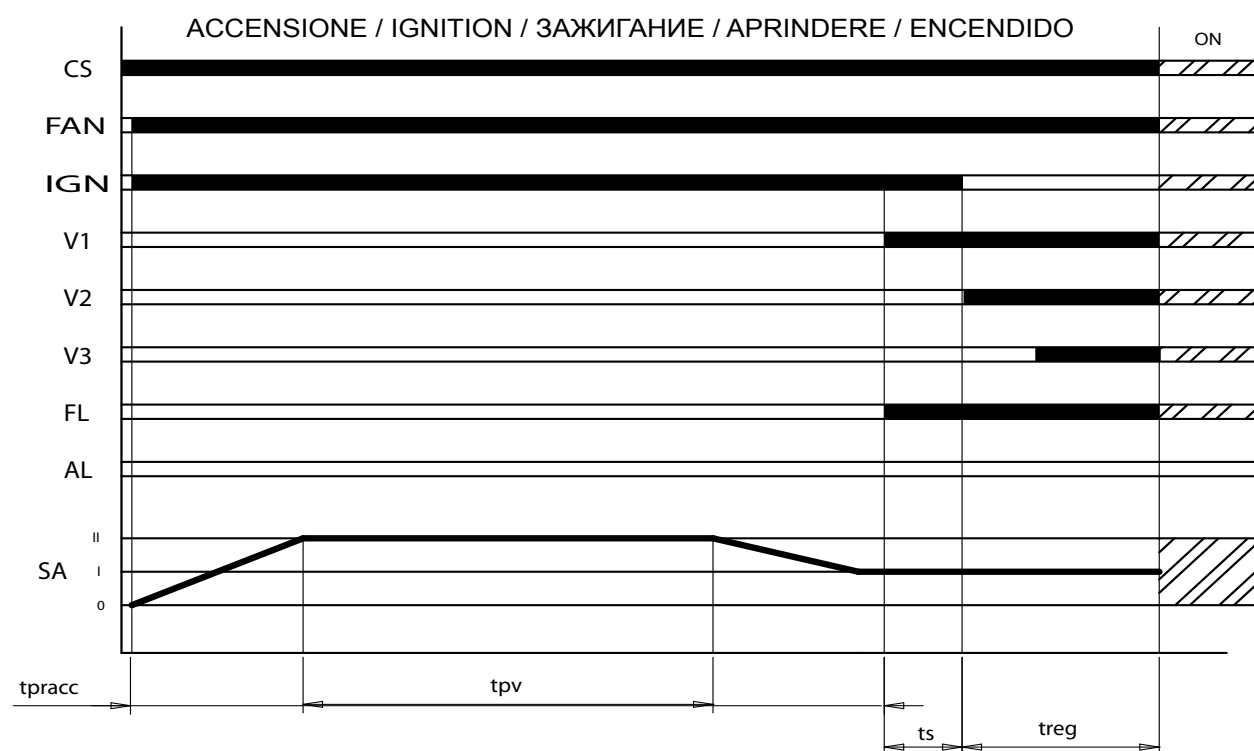 ACCENSIONE / IGNITION / ЗАЖИГАНИЕ / APRINDERE / ENCENDIDO
ON
CS
FAN
IGN
V1
V2
V3
FL
AL
II
SA I
0
tpracc
tpv
ts
treg